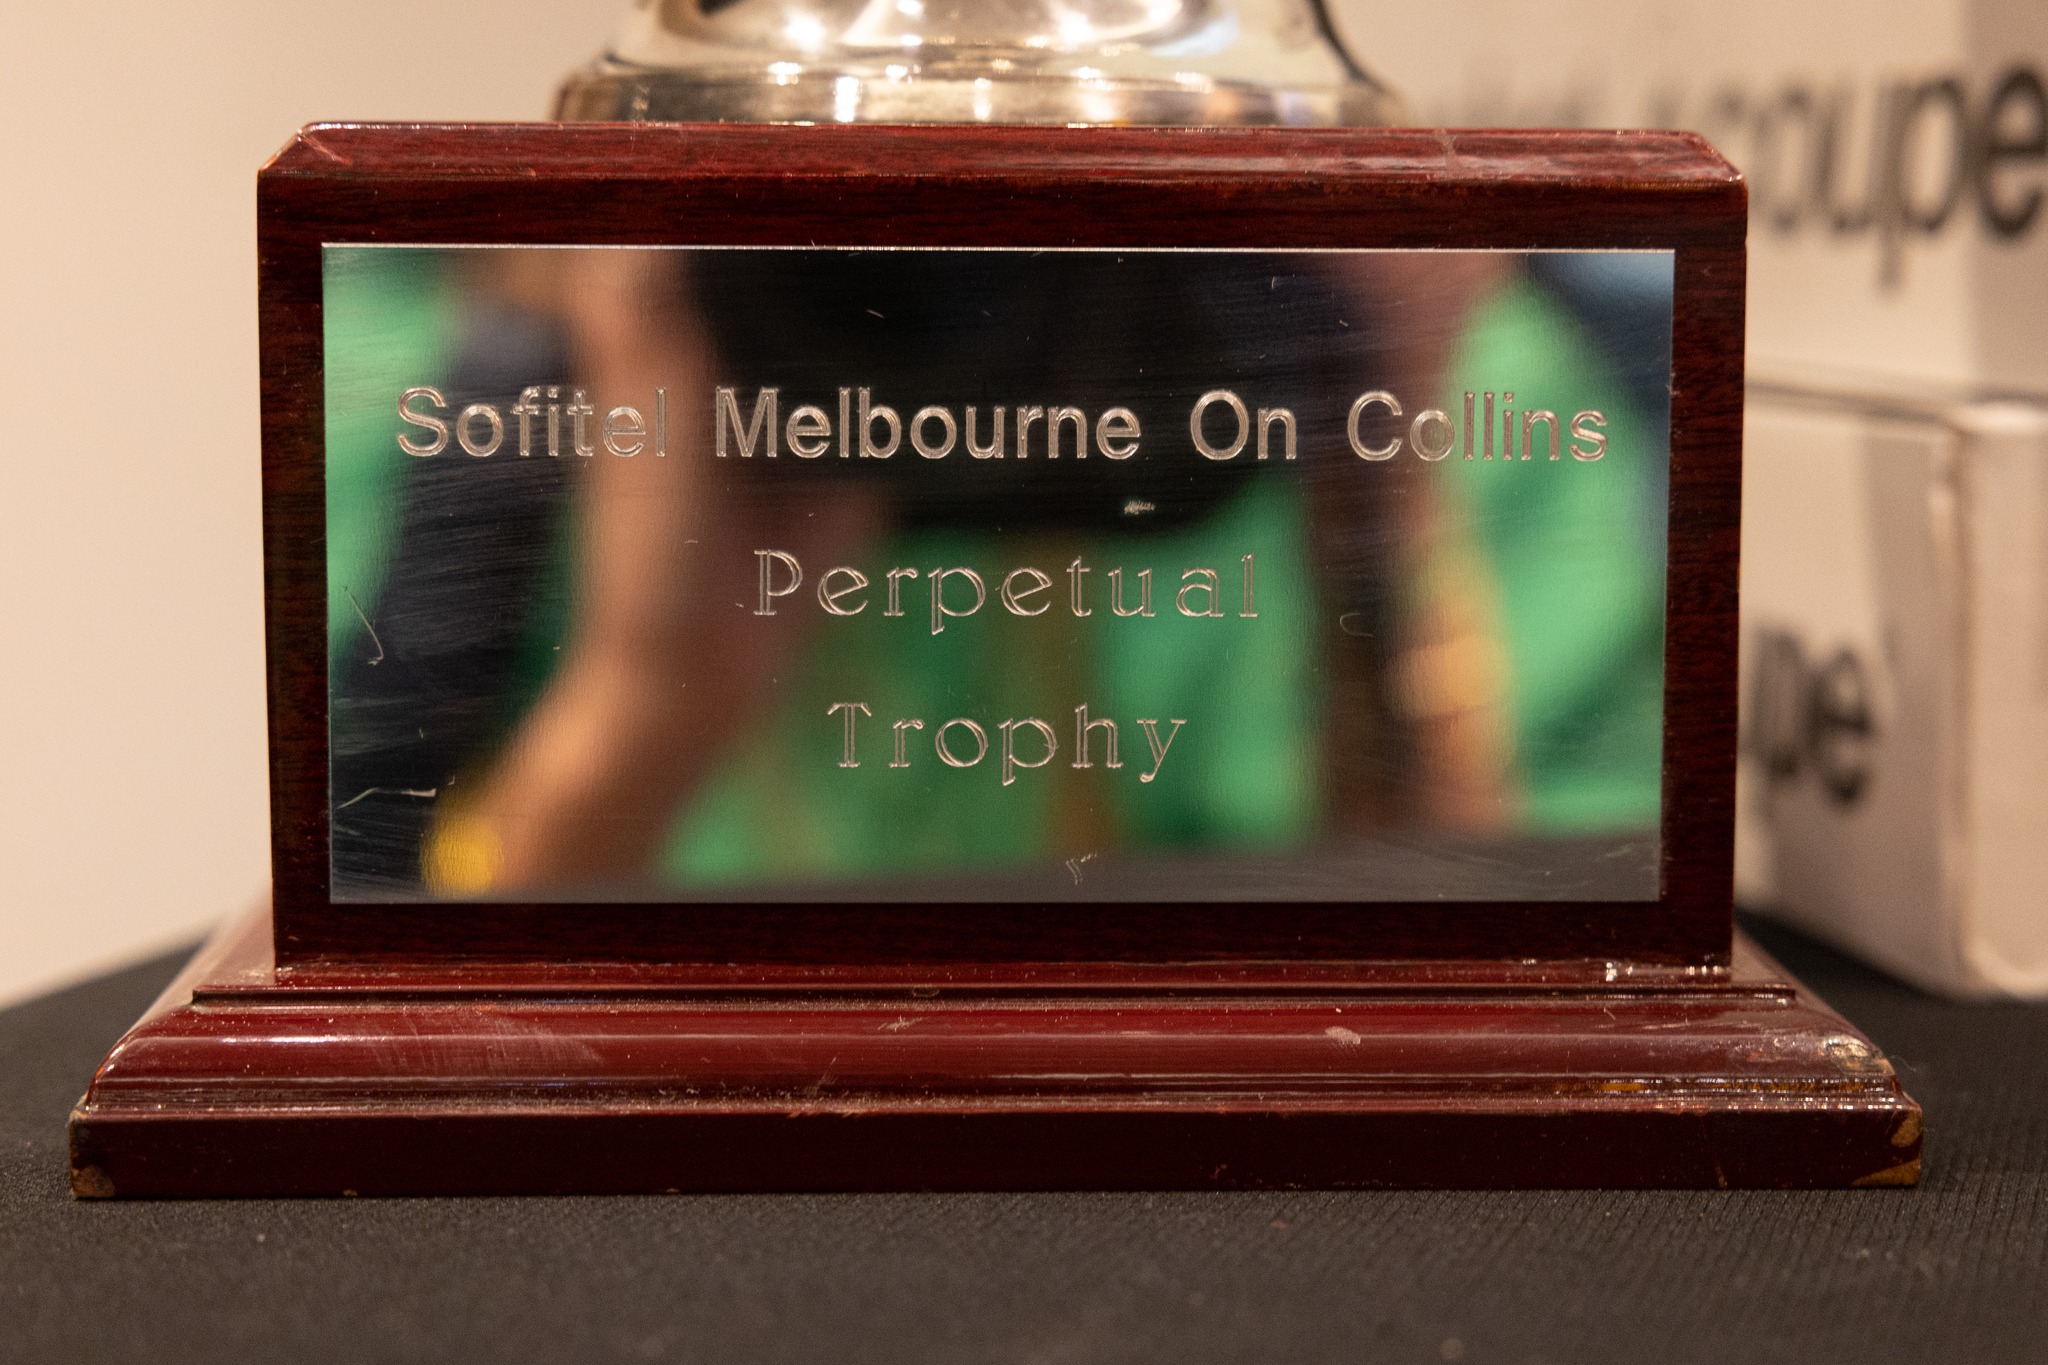 Sofitel Melbourne On Collins
Perpetual
Trophy